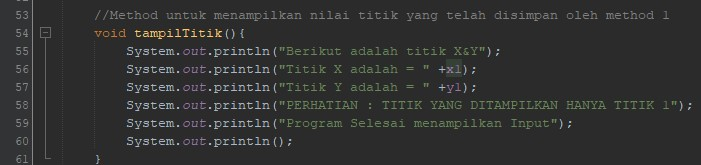 53 //Method untuk menampilkan nilai titik yang telah disimpan oleh method 1
54 void tampilTitik(){
55 System.out.println("Berikut adalah titik X&Y");
56 System.out.println("Titik X adalah = " +x1);
57 System.out.println("Titik Y adalah = " +y1);
58 System.out.println("PERHATIAN : TITIK YANG DITAMPILKAN HANYA TITIK 1");
59 System.out.println("Program Selesai menampilkan Input");
60 System.out.println();
61 }